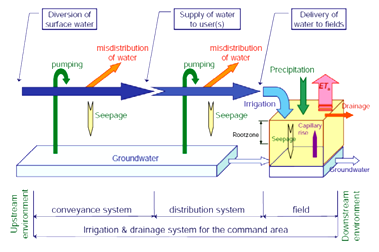 Diversion of
surface water
Supply of water
to user(s)
Delivery of
water to fields
misdistribution
of water
misdistribution
of water
pumping
pumping
Precipitation
ETa
Drainage
Irrigation
Seepage
Seepage
Rootzone
Seepage
Capillary
rise
Groundwater
Groundwater
Upstream
environment
conveyance system
distribution system
field
Downstream
environment
Irrigation & drainage system for the command area